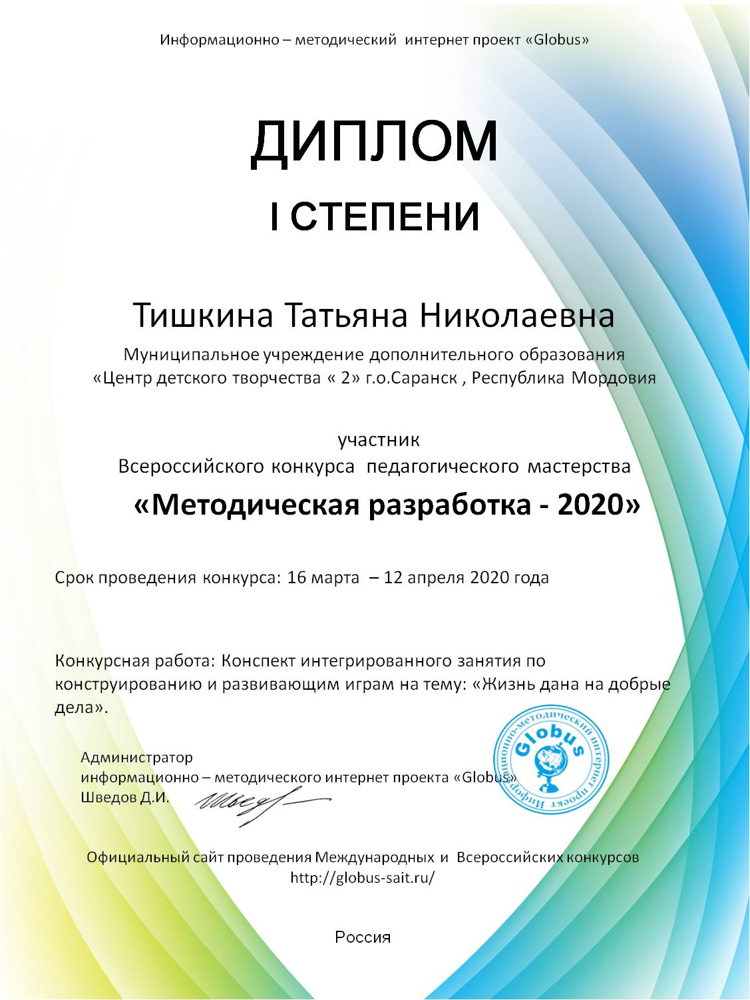 Информационно – методический интернет проект «Globus»
ДИПЛОМ
I СТЕПЕНИ
Тишкина Татьяна Николаевна
Муниципальное учреждение дополнительного образования
«Центр детского творчества « 2» г.о.Саранск , Республика Мордовия
участник
Всероссийского конкурса педагогического мастерства
«Методическая разработка - 2020»
Срок проведения конкурса: 16 марта – 12 апреля 2020 года
Конкурсная работа: Конспект интегрированного занятия по
конструированию и развивающим играм на тему: «Жизнь дана на добрые
дела».
Администратор
информационно – методического интернет проекта «Globus»
Шведов Д.И.
Шведов
Информационно-методический интернет проект
Globus
Официальный сайт проведения Международных и Всероссийских конкурсов
http://globus-sait.ru/
Россия